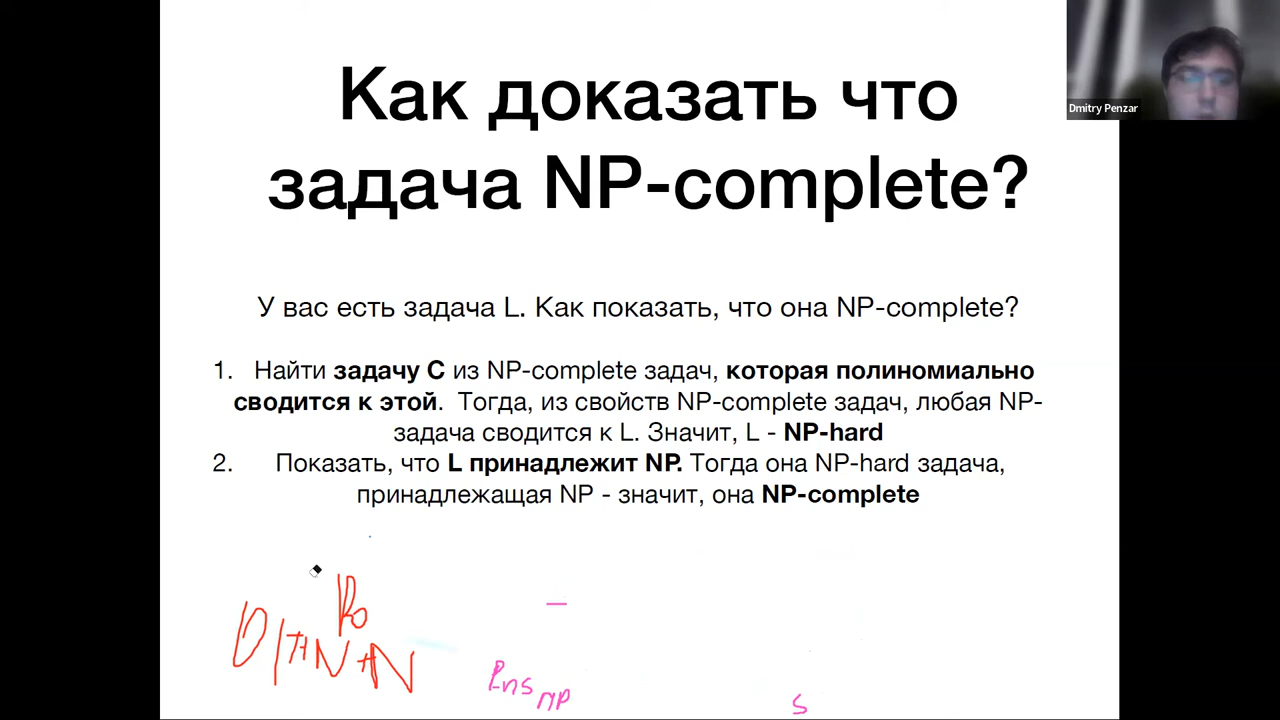 Как доказать что
задача NP-complete?
Dmitry Penzar
У вас есть задача L. Как показать, что она NP-complete?
1. Найти задачу С из NP-complete задач, которая полиномиально
сводится к этой. Тогда, из свойств NP-complete задач, любая NP-
задача сводится к L. Значит, L - NP-hard
2. Показать, что L принадлежит NP. Тогда она NP-hard задача,
принадлежащая NP - значит, она NP-complete
NP
S